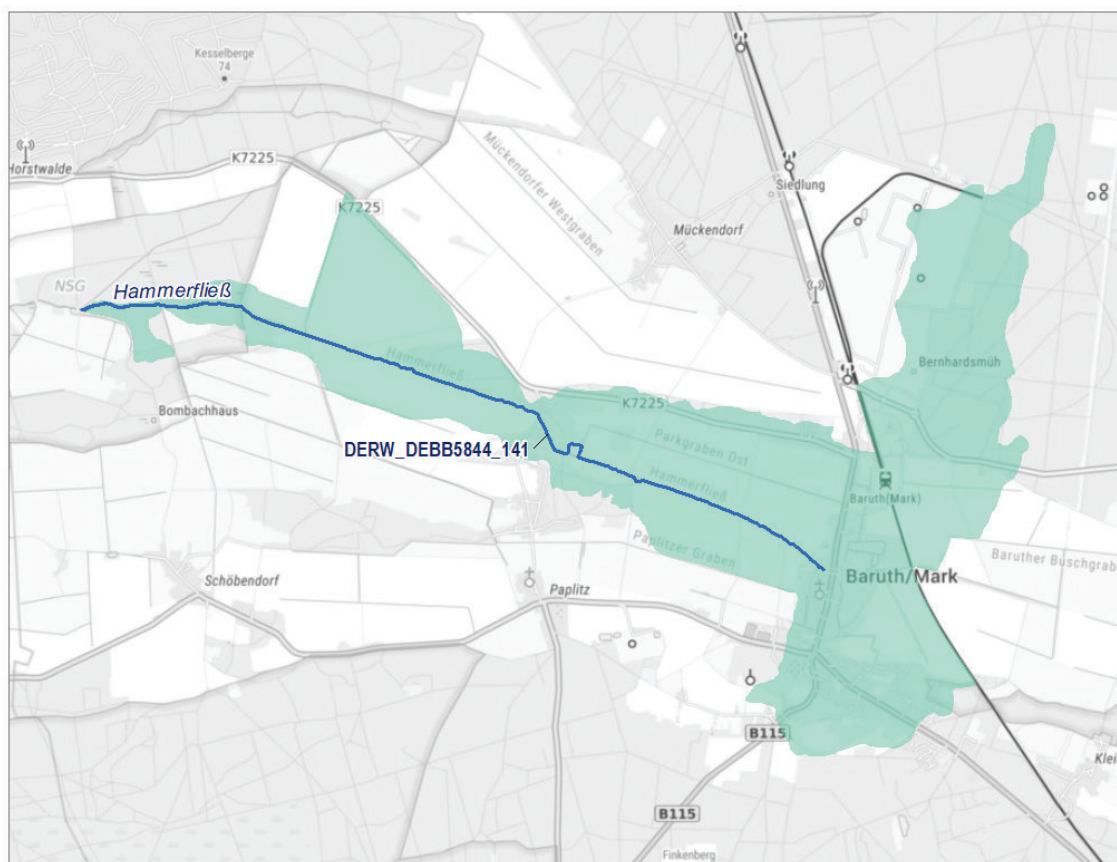 Kesselberge
74
Horstwalde
K7225
K7225
Mückendorfer Westgraben
Siedlung
Mückendorf
NSG
Hammerfließ
Hammerfließ
Bernhardsmüh
Bombachhaus
K7225
DERW_DEBB5844_141
Parkgraben Ost
Hammerfließ
Baruth(Mark)
Paplitzer Graben
Baruther Buschgrab
Schöbendorf
Paplitz
Baruth/Mark
B115
Klei
B115
Finkenberg